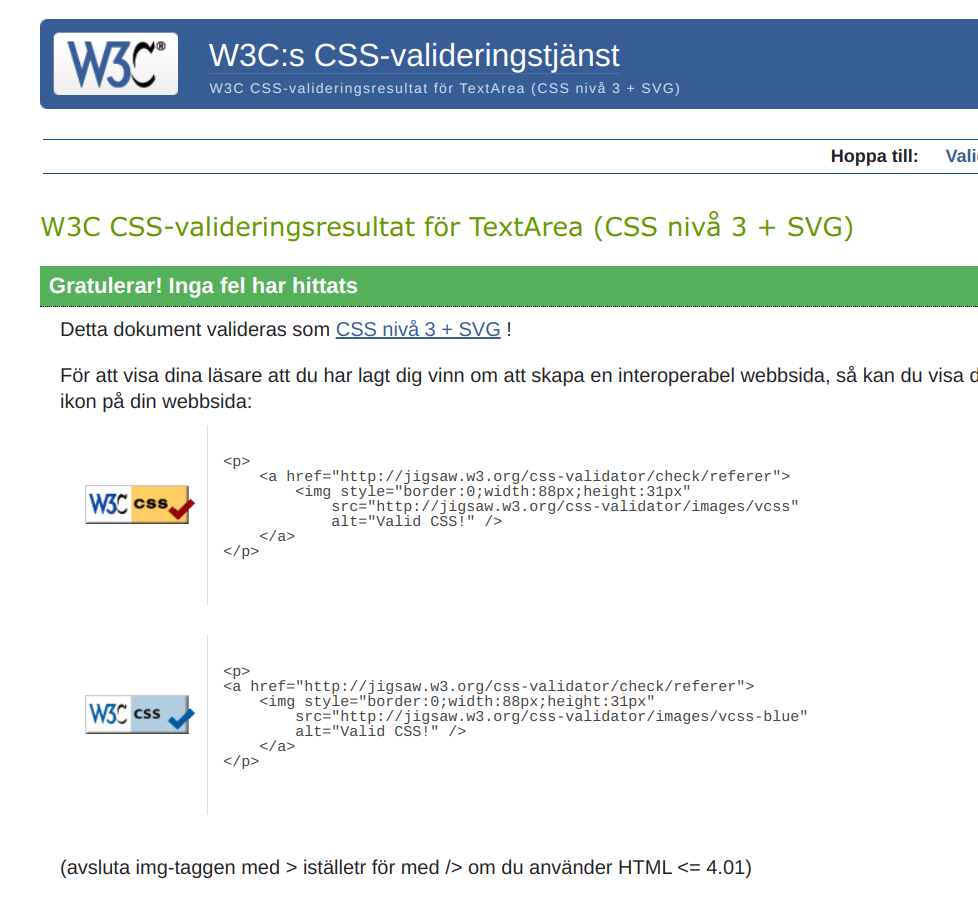 W3C®
W3C:s CSS-valideringstjänst
W3C CSS-valideringsresultat för TextArea (CSS nivå 3 + SVG)
Hoppa till:
W3C CSS-valideringsresultat för TextArea (CSS nivå 3 + SVG)
Gratulerar! Inga fel har hittats
Detta dokument valideras som CSS nivå 3 + SVG !
För att visa dina läsare att du har lagt dig vinn om att skapa en interoperabel webbsida, så kan du visa
ikon på din webbsida:
W3C css
<p>
<a href="http://jigsaw.w3.org/css-validator/check/referer">
<img style="border:0;width:88px;height:31px"
src="http://jigsaw.w3.org/css-validator/images/vcss"
alt="Valid CSS!" />
</a>
</p>
W3C css
<p>
<a href="http://jigsaw.w3.org/css-validator/check/referer">
<img style="border:0;width:88px;height:31px"
src="http://jigsaw.w3.org/css-validator/images/vcss-blue"
alt="Valid CSS!" />
</a>
</p>
(avsluta img-taggen med > iställetr för med /> om du använder HTML <= 4.01)